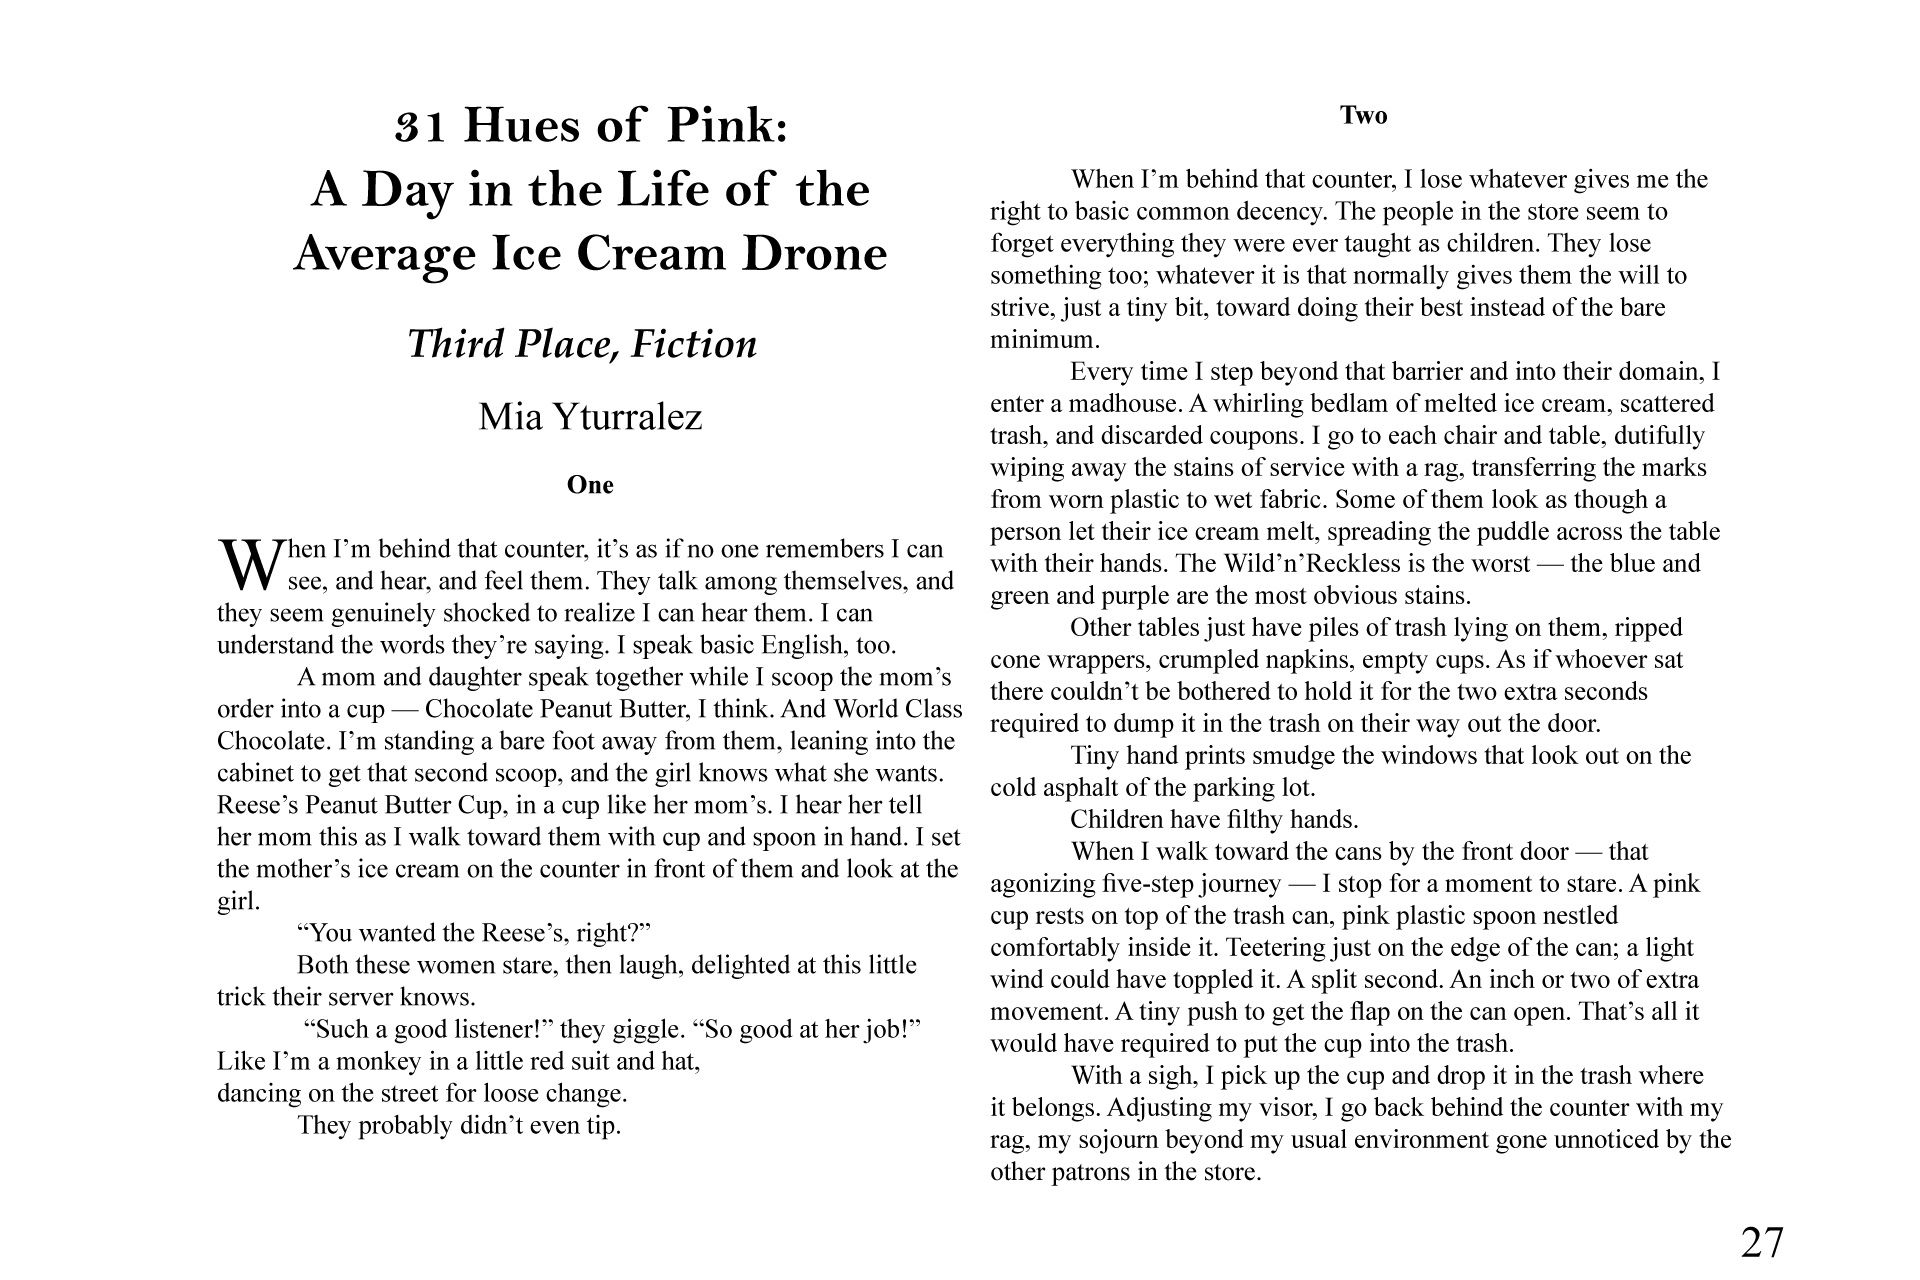 31 Hues of Pink:
A Day in the Life of the
Average Ice Cream Drone
Third Place, Fiction
Mia Yturralez
One
When I’m behind that counter, it’s as if no one remembers I can
see, and hear, and feel them. They talk among themselves, and
they seem genuinely shocked to realize I can hear them. I can
understand the words they’re saying. I speak basic English, too.
A mom and daughter speak together while I scoop the mom’s
order into a cup — Chocolate Peanut Butter, I think. And World Class
Chocolate. I’m standing a bare foot away from them, leaning into the
cabinet to get that second scoop, and the girl knows what she wants.
Reese’s Peanut Butter Cup, in a cup like her mom’s. I hear her tell
her mom this as I walk toward them with cup and spoon in hand. I set
the mother’s ice cream on the counter in front of them and look at the
girl.
“You wanted the Reese’s, right?”
Both these women stare, then laugh, delighted at this little
trick their server knows.
“Such a good listener!” they giggle. “So good at her job!”
Like I’m a monkey in a little red suit and hat,
dancing on the street for loose change.
They probably didn’t even tip.
Two
When I’m behind that counter, I lose whatever gives me the
right to basic common decency. The people in the store seem to
forget everything they were ever taught as children. They lose
something too; whatever it is that normally gives them the will to
strive, just a tiny bit, toward doing their best instead of the bare
minimum.
Every time I step beyond that barrier and into their domain, I
enter a madhouse. A whirling bedlam of melted ice cream, scattered
trash, and discarded coupons. I go to each chair and table, dutifully
wiping away the stains of service with a rag, transferring the marks
from worn plastic to wet fabric. Some of them look as though a
person let their ice cream melt, spreading the puddle across the table
with their hands. The Wild’n’Reckless is the worst — the blue and
green and purple are the most obvious stains.
Other tables just have piles of trash lying on them, ripped
cone wrappers, crumpled napkins, empty cups. As if whoever sat
there couldn’t be bothered to hold it for the two extra seconds
required to dump it in the trash on their way out the door.
Tiny hand prints smudge the windows that look out on the
cold asphalt of the parking lot.
Children have filthy hands.
When I walk toward the cans by the front door — that
agonizing five-step journey — I stop for a moment to stare. A pink
cup rests on top of the trash can, pink plastic spoon nestled
comfortably inside it. Teetering just on the edge of the can; a light
wind could have toppled it. A split second. An inch or two of extra
movement. A tiny push to get the flap on the can open. That’s all it
would have required to put the cup into the trash.
With a sigh, I pick up the cup and drop it in the trash where
it belongs. Adjusting my visor, I go back behind the counter with my
rag, my sojourn beyond my usual environment gone unnoticed by the
other patrons in the store.
27